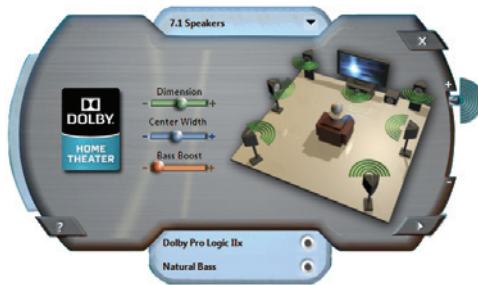 7.1 Speakers
X
Dimension
- +
DOLBY.
Center Width
- +
HOME
THEATER
Bass Boost
- +
+
-
?
Dolby Pro Logic IIx
Natural Bass